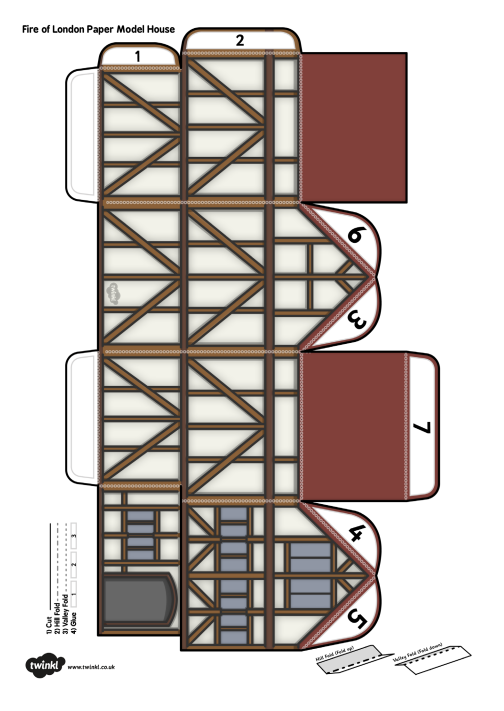 Fire of London Paper Model House
1
2
6
3
7
4
5
1) Cut
2) Hill Fold
3) Valley Fold
4) Glue 1 2 3
twinkl
twinkl www.twinkl.co.uk
Hill Fold (Fold up)
Valley Fold (Fold down)